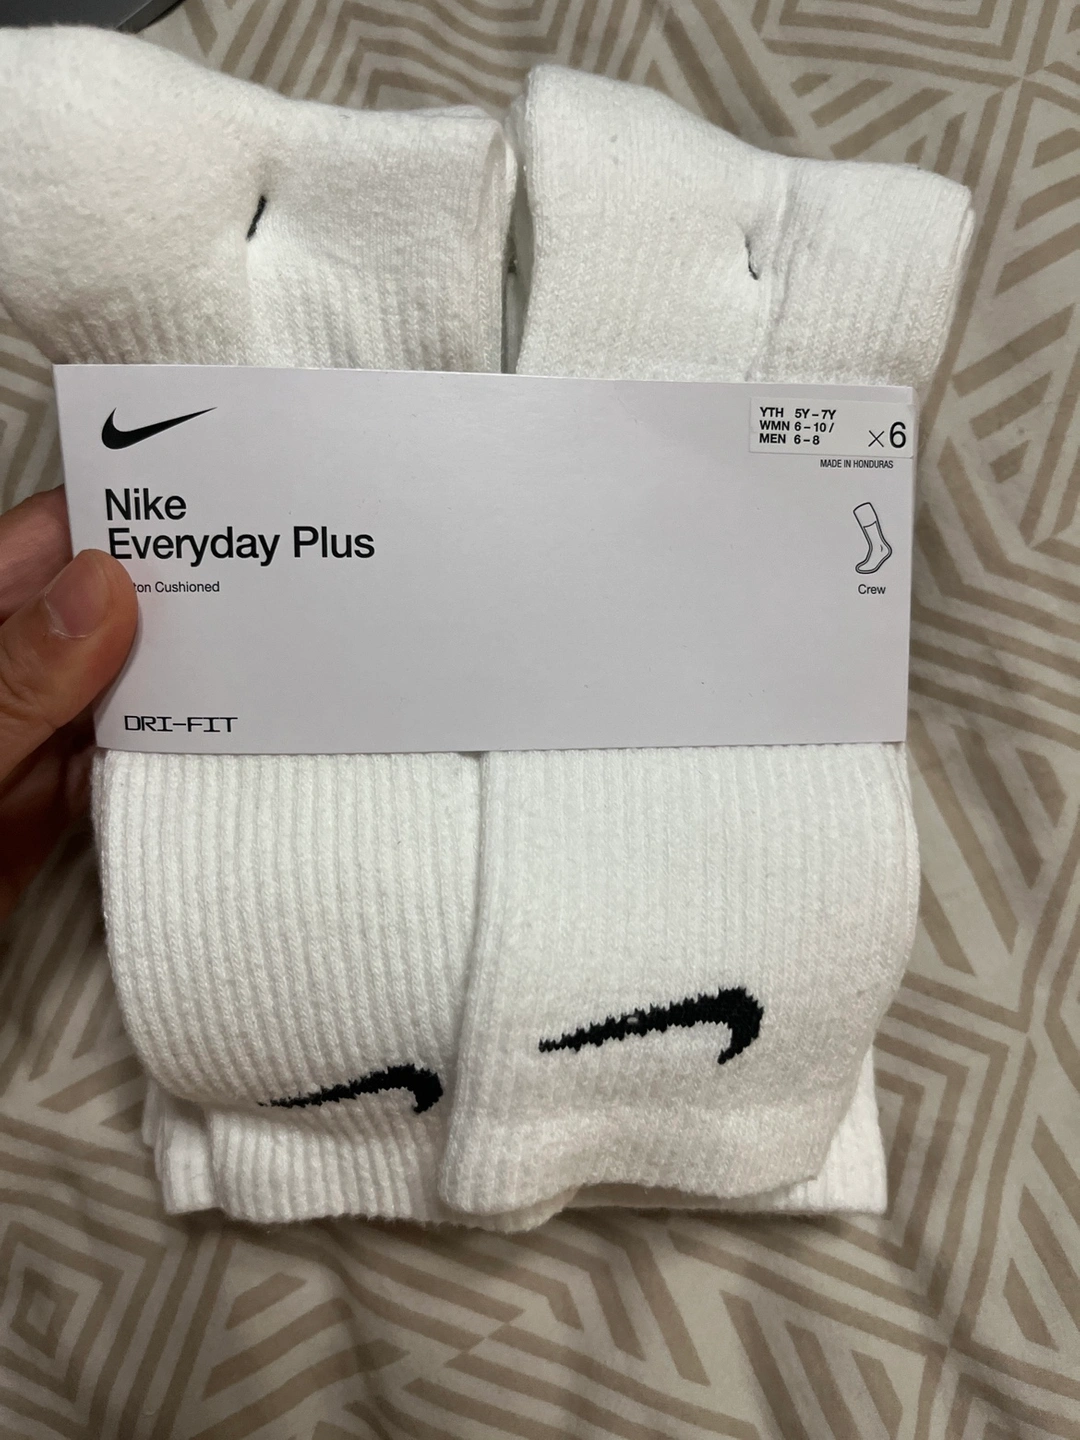 YTH 5Y–7Y
WMN 6–10/
MEN 6–8
×6
MADE IN HONDURAS
Nike
Everyday Plus
Cushioned
Crew
DRI-FIT